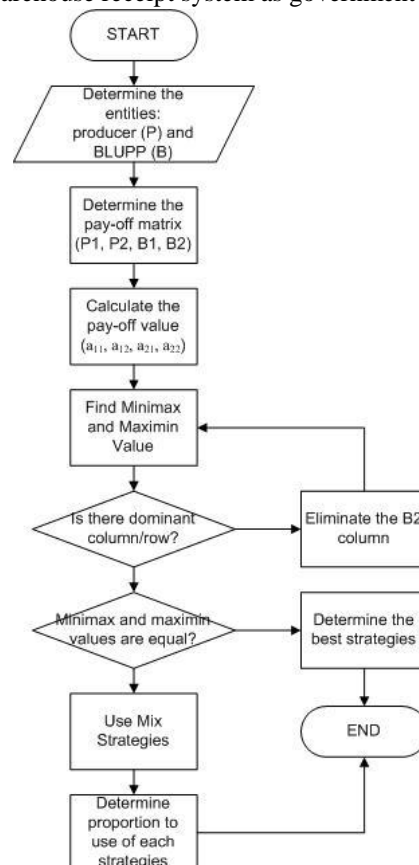 arehouse receipt system as government
START
Determine the
entities:
producer (P) and
BLUPP (B)
Determine the
pay-off matrix
(P1, P2, B1, B2)
Calculate the
pay-off value
(a₁₁, a₁₂, a₂₁, a₂₂)
Find Minimax
and Maximin
Value
Is there dominant
column/row?
Eliminate the B2
column
Minimax and maximin
values are equal?
Determine the
best strategies
Use Mix
Strategies
END
Determine
proportion to
use of each
strategies